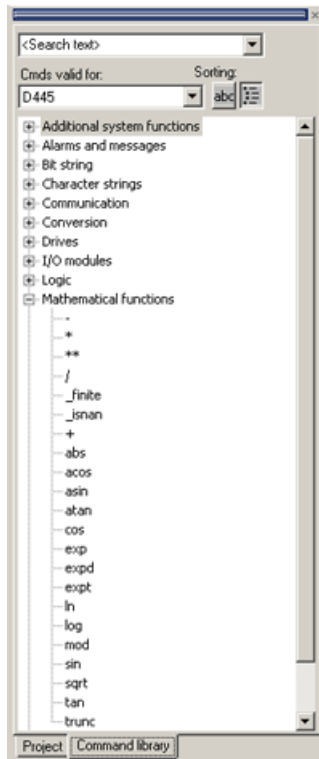 <Search text>
Cmds valid for: Sorting:
D445 abc
Additional system functions
Alarms and messages
Bit string
Character strings
Communication
Conversion
Drives
I/O modules
Logic
Mathematical functions
-
*
**
/
_finite
_isnan
+
abs
acos
asin
atan
cos
exp
expd
expt
ln
log
mod
sin
sqrt
tan
trunc
Project Command library